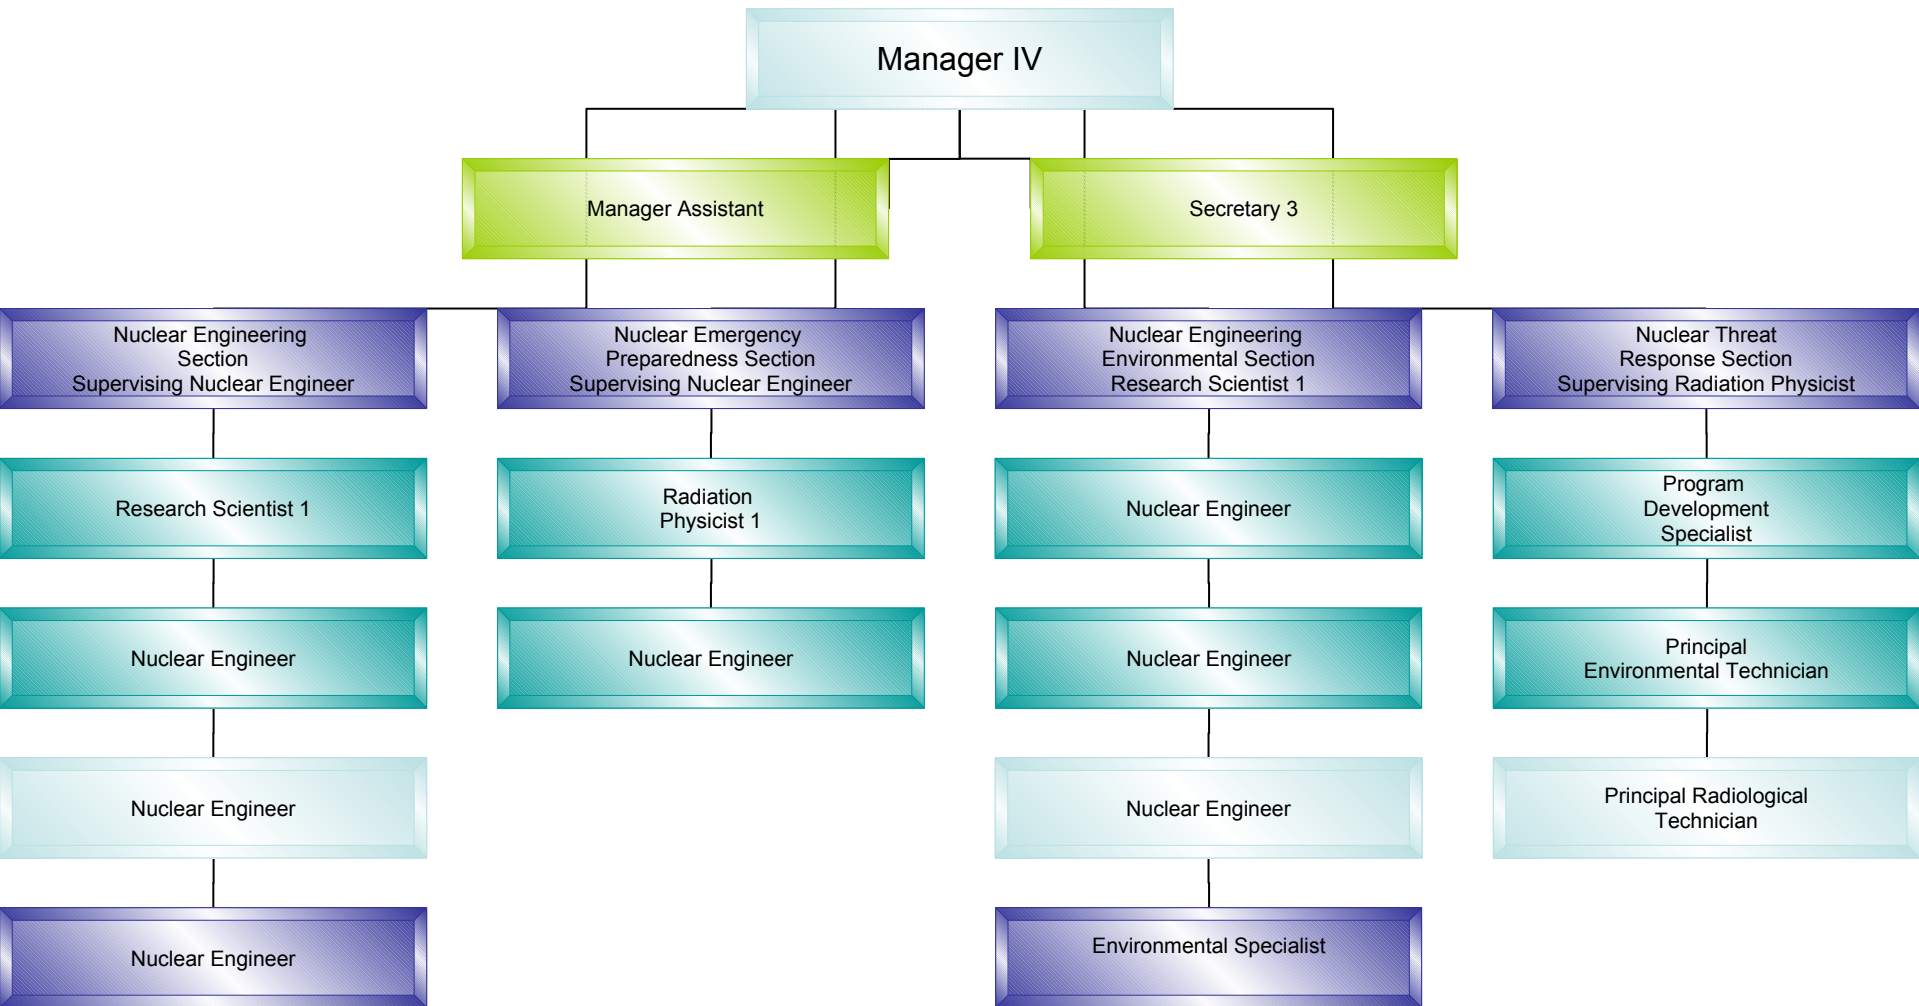 Manager IV
Manager Assistant
Secretary 3
Nuclear Engineering
Section
Supervising Nuclear Engineer
Nuclear Emergency
Preparedness Section
Supervising Nuclear Engineer
Nuclear Engineering
Environmental Section
Research Scientist 1
Nuclear Threat
Response Section
Supervising Radiation Physicist
Research Scientist 1
Radiation
Physicist 1
Nuclear Engineer
Program
Development
Specialist
Nuclear Engineer
Nuclear Engineer
Nuclear Engineer
Principal
Environmental Technician
Nuclear Engineer
Nuclear Engineer
Principal Radiological
Technician
Nuclear Engineer
Environmental Specialist